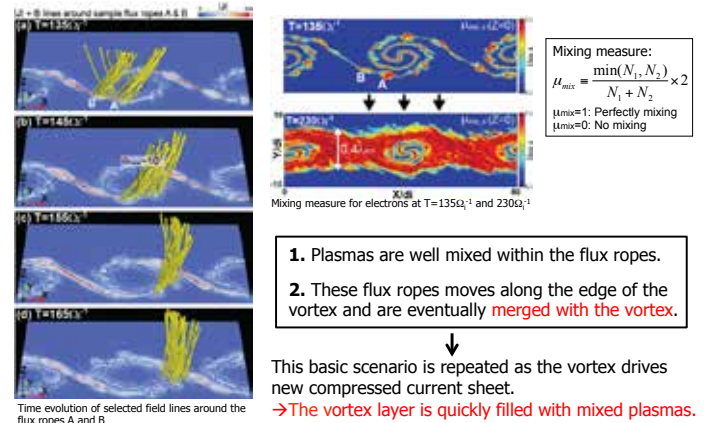 |J| + B lines around sample flux ropes A & B
(a) T=135Ωi⁻¹
B
A
(b) T=145Ωi⁻¹
(c) T=155Ωi⁻¹
(d) T=165Ωi⁻¹
Time evolution of selected field lines around the
flux ropes A and B
T=135Ωi⁻¹
B
A
T=230Ωi⁻¹
Y/di
X/di
Mixing measure for electrons at T=135Ωi⁻¹ and 230Ωi⁻¹
Mixing measure:
μmix = min(N1, N2) / N1 + N2 ×2
μmix=1: Perfectly mixing
μmix=0: No mixing
1. Plasmas are well mixed within the flux ropes.
2. These flux ropes moves along the edge of the
vortex and are eventually merged with the vortex.
This basic scenario is repeated as the vortex drives
new compressed current sheet.
→The vortex layer is quickly filled with mixed plasmas.